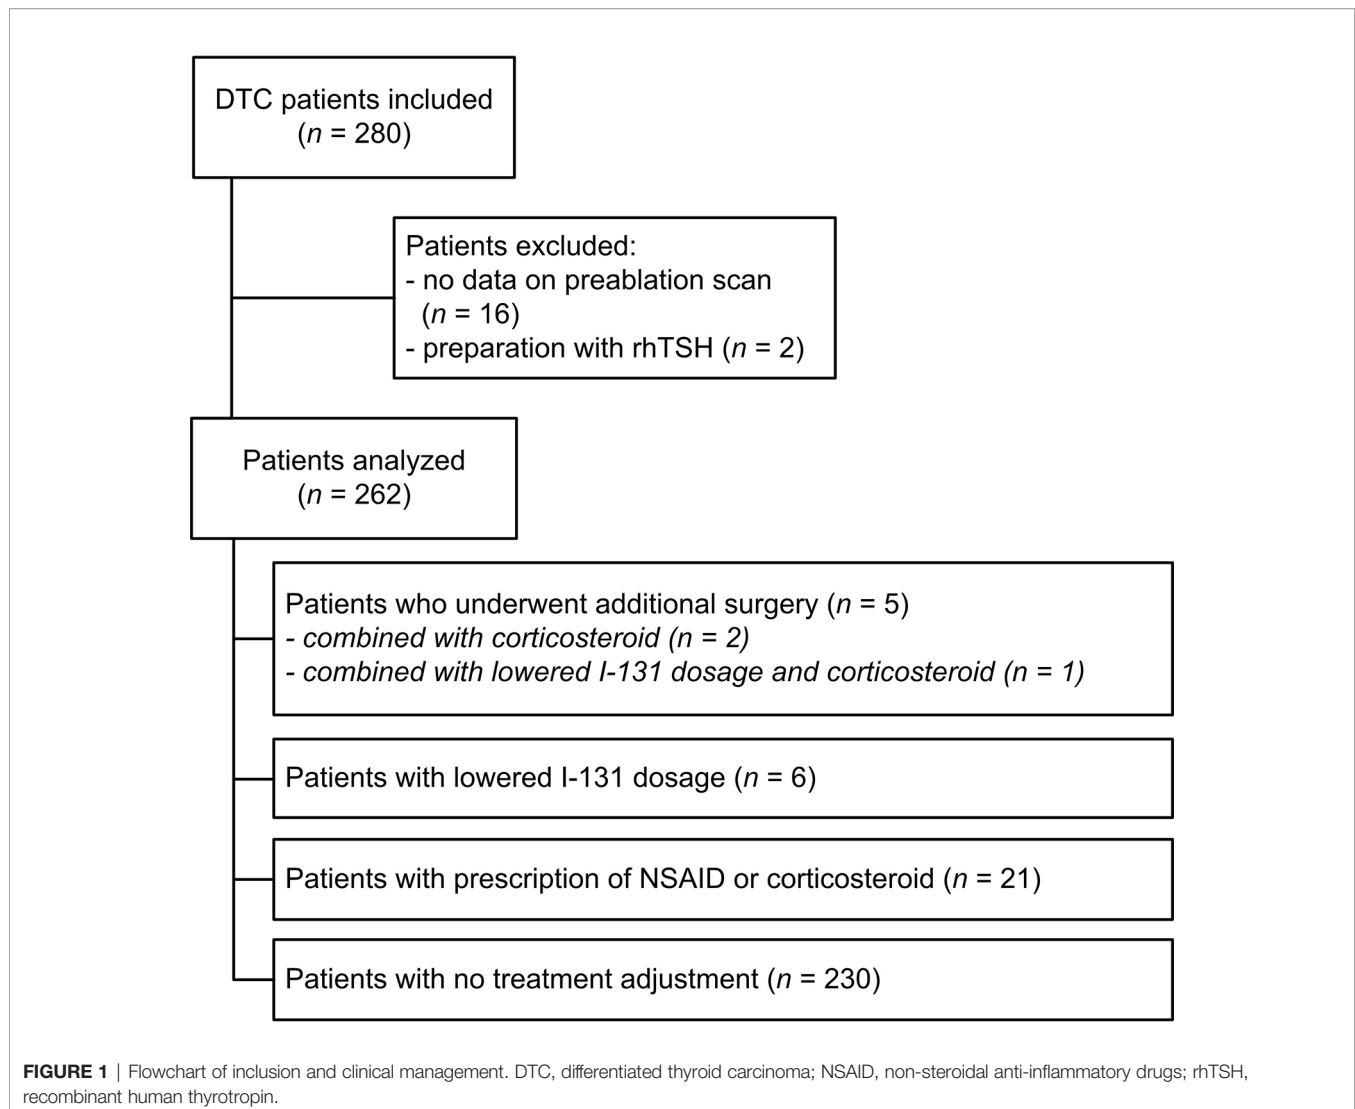 DTC patients included
(n = 280)
Patients excluded:
- no data on preablation scan
(n = 16)
- preparation with rhTSH (n = 2)
Patients analyzed
(n = 262)
Patients who underwent additional surgery (n = 5)
- combined with corticosteroid (n = 2)
- combined with lowered I-131 dosage and corticosteroid (n = 1)
Patients with lowered I-131 dosage (n = 6)
Patients with prescription of NSAID or corticosteroid (n = 21)
Patients with no treatment adjustment (n = 230)
FIGURE 1 | Flowchart of inclusion and clinical management. DTC, differentiated thyroid carcinoma; NSAID, non-steroidal anti-inflammatory drugs; rhTSH,
recombinant human thyrotropin.